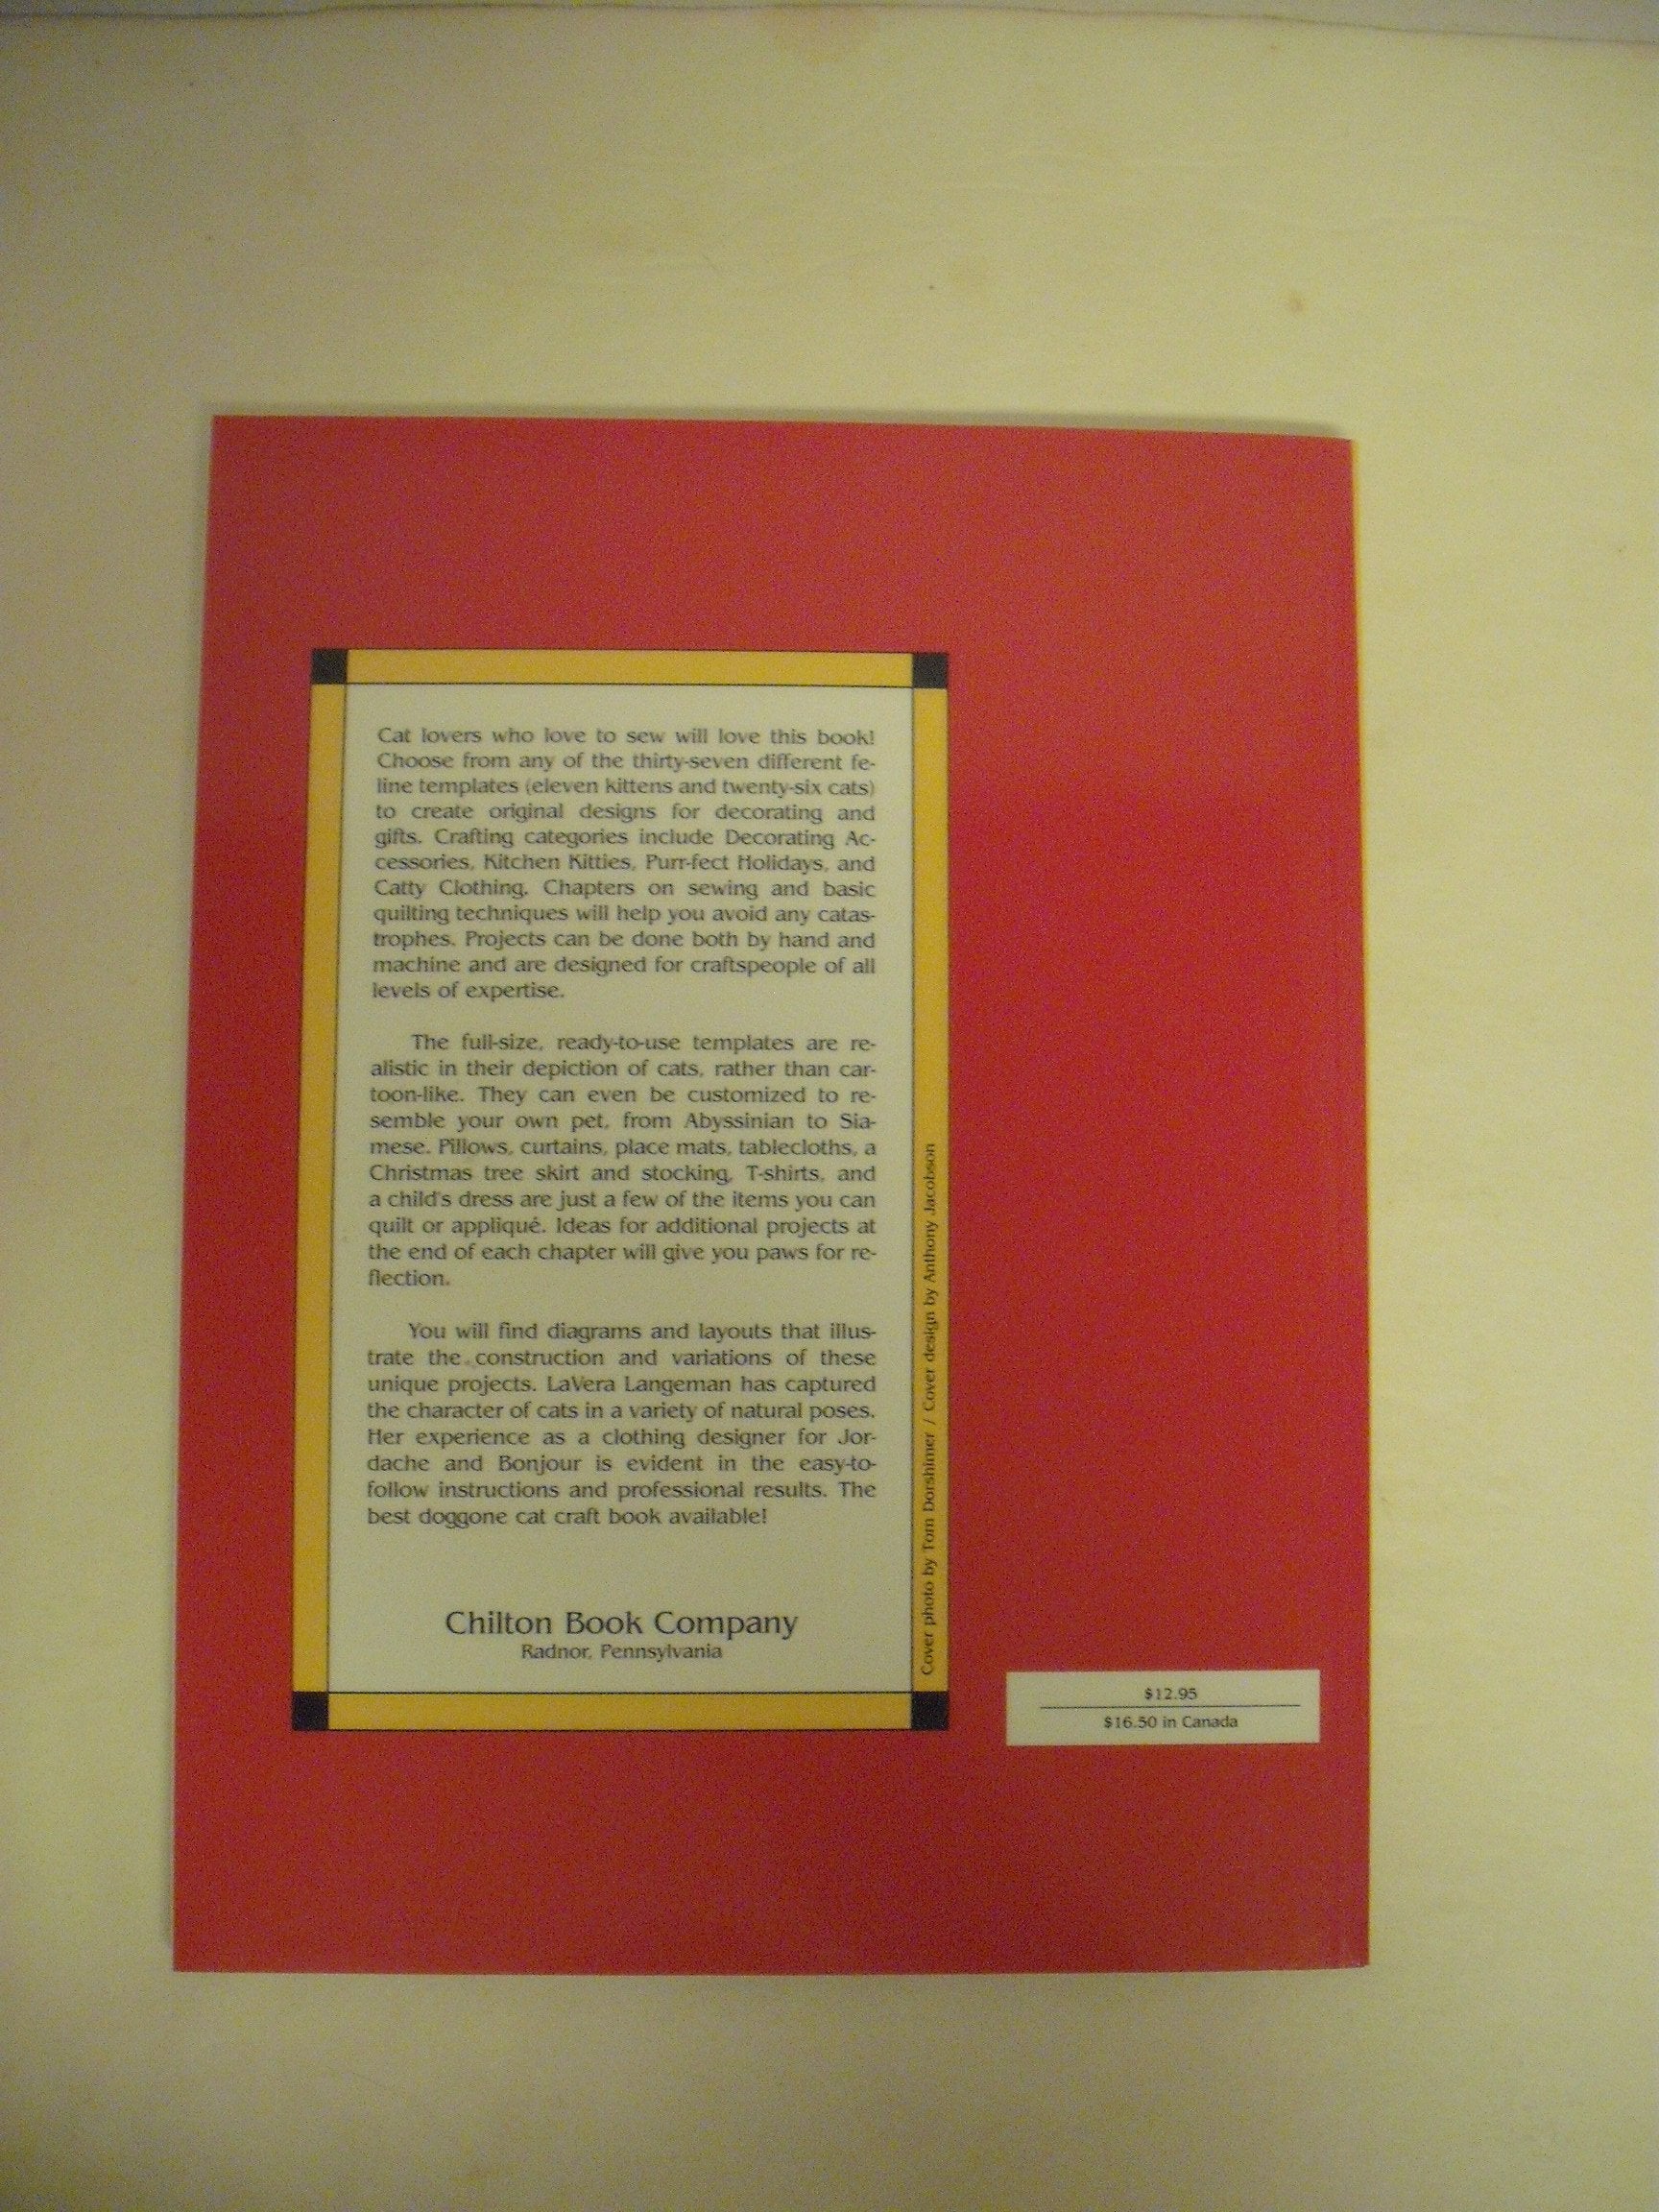 Cat lovers who love to sew will love this book!
Choose from any of the thirty-seven different fe-
line templates (eleven kittens and twenty-six cats)
to create original designs for decorating and
gifts. Crafting categories include Decorating Ac-
cessories, Kitchen Kitties, Purr-fect Holidays, and
Catty Clothing. Chapters on sewing and basic
quilting techniques will help you avoid any catas-
trophes. Projects can be done both by hand and
machine and are designed for craftspeople of all
levels of expertise.
The full-size, ready-to-use templates are re-
alistic in their depiction of cats, rather than car-
toon-like. They can even be customized to re-
semble your own pet, from Abyssinian to Sia-
mese. Pillows, curtains, place mats, tablecloths, a
Christmas tree skirt and stocking, T-shirts, and
a child's dress are just a few of the items you can
quilt or appliqué. Ideas for additional projects at
the end of each chapter will give you paws for re-
flection.
You will find diagrams and layouts that illus-
trate the construction and variations of these
unique projects. LaVera Langeman has captured
the character of cats in a variety of natural poses.
Her experience as a clothing designer for Jor-
dache and Bonjour is evident in the easy-to-
follow instructions and professional results. The
best doggone cat craft book available!
Chilton Book Company
Radnor, Pennsylvania
Cover photo by Tom Dorshimer / Cover design by Anthony Jacobson
$12.95
$16.50 in Canada